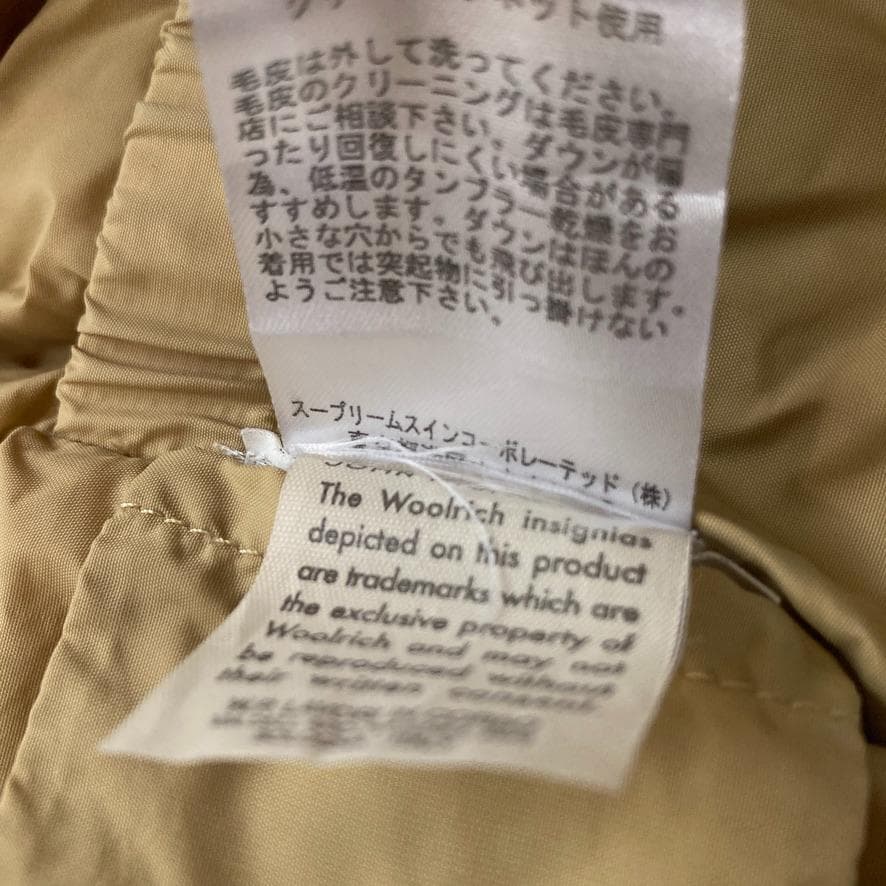 ネット使用
毛皮は外して洗ってください。
毛皮のクリーニングは毛皮専門
店にご相談下さい。ダウンが偏
ったり回復しにくい場合がある
為、低温のタンブラー乾燥をお
すすめします。ダウンはほんの
小さな穴からでも飛び出します。
着用では突起物に引っ掛けない
ようご注意下さい。
スープリームスインコーポレーテッド（株）
The Woolrich insignias
depicted on this product
are trademarks which are
the exclusive property of
Woolrich and may not
be reproduced without
their written consent.